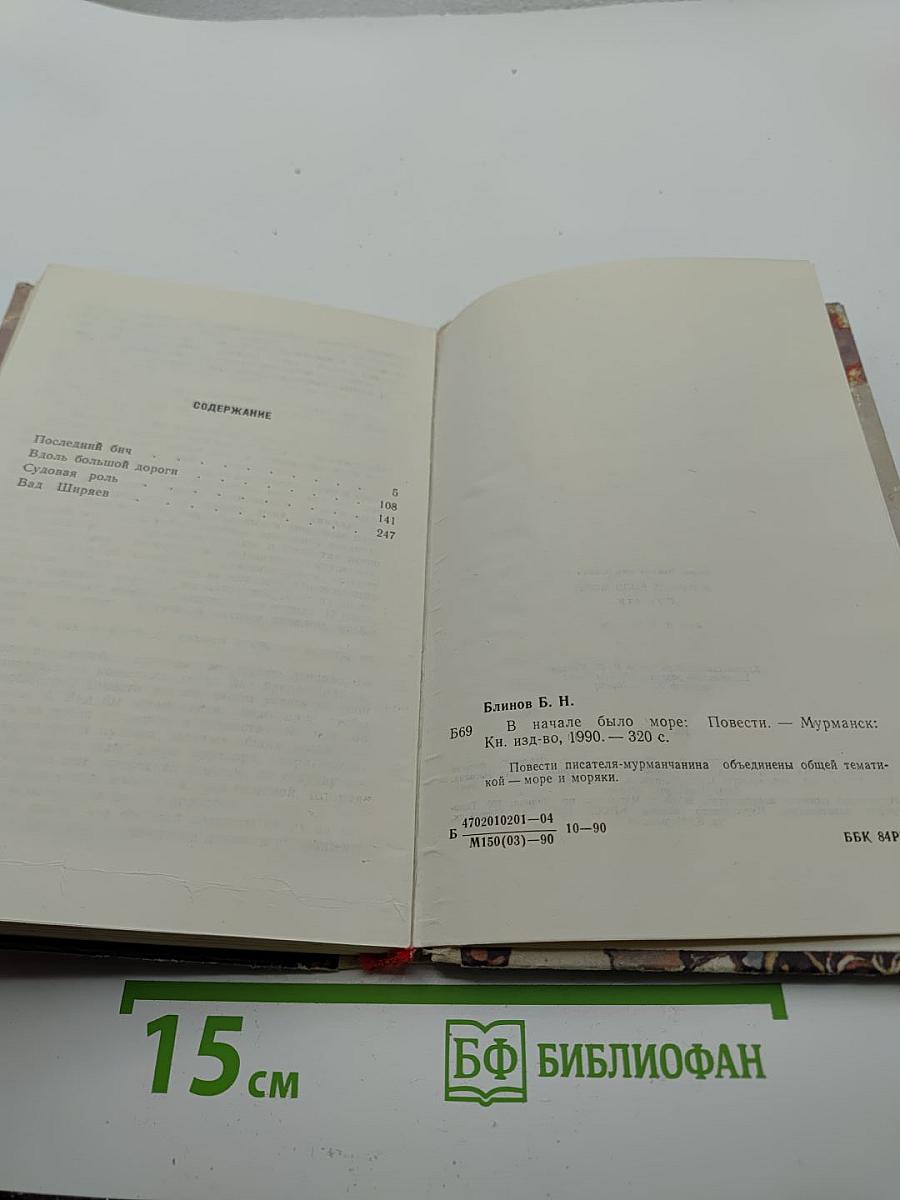 СОДЕРЖАНИЕ
Последний бич . . . . . . . . 5
Вдоль большой дороги . . . . . . . 108
Судовая роль . . . . . . . . 141
Вад Ширяев . . . . . . . . 247
Блинов Б. Н.
Б69 В начале было море: Повести. — Мурманск:
Кн. изд-во, 1990. — 320 с.
Повести писателя-мурманчанина объединены общей темати-
кой — море и моряки.
Б 4702010201—04
М150(03)—90
10—90
ББК 84Р
15 см
БФ БИБЛИОФАН